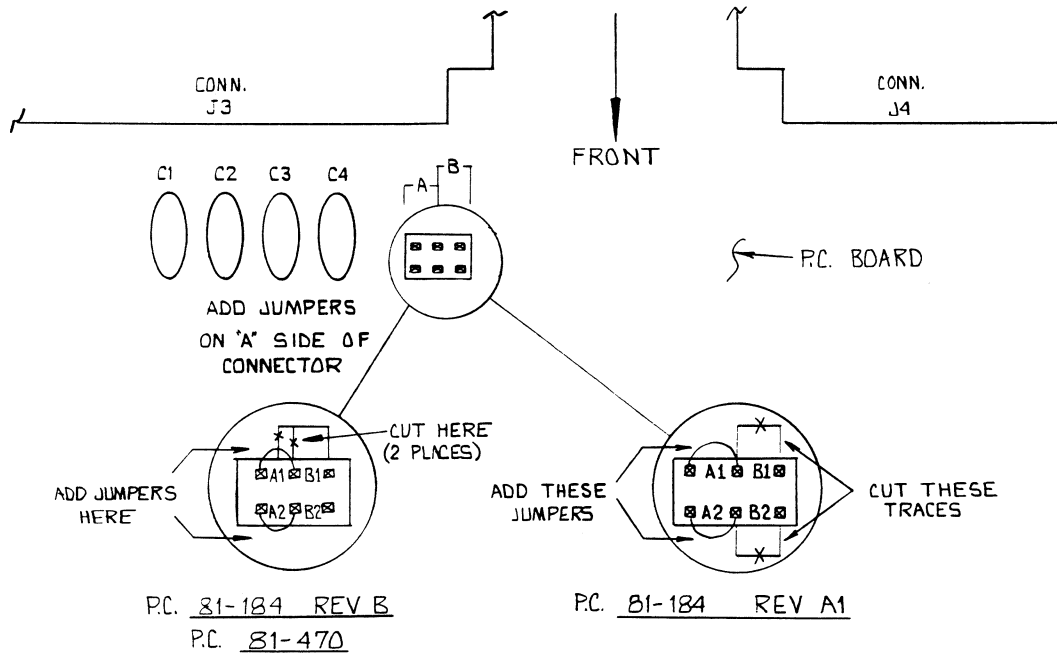 CONN.
J3
CONN.
J4
FRONT
C1 C2 C3 C4
A
B
P.C. BOARD
ADD JUMPERS
ON "A" SIDE OF
CONNECTOR
CUT HERE
(2 PLACES)
A1 B1
A2 B2
ADD JUMPERS
HERE
A1 B1
A2 B2
ADD THESE
JUMPERS
CUT THESE
TRACES
P.C. 81-184 REV B
P.C. 81-470
P.C. 81-184 REV A1